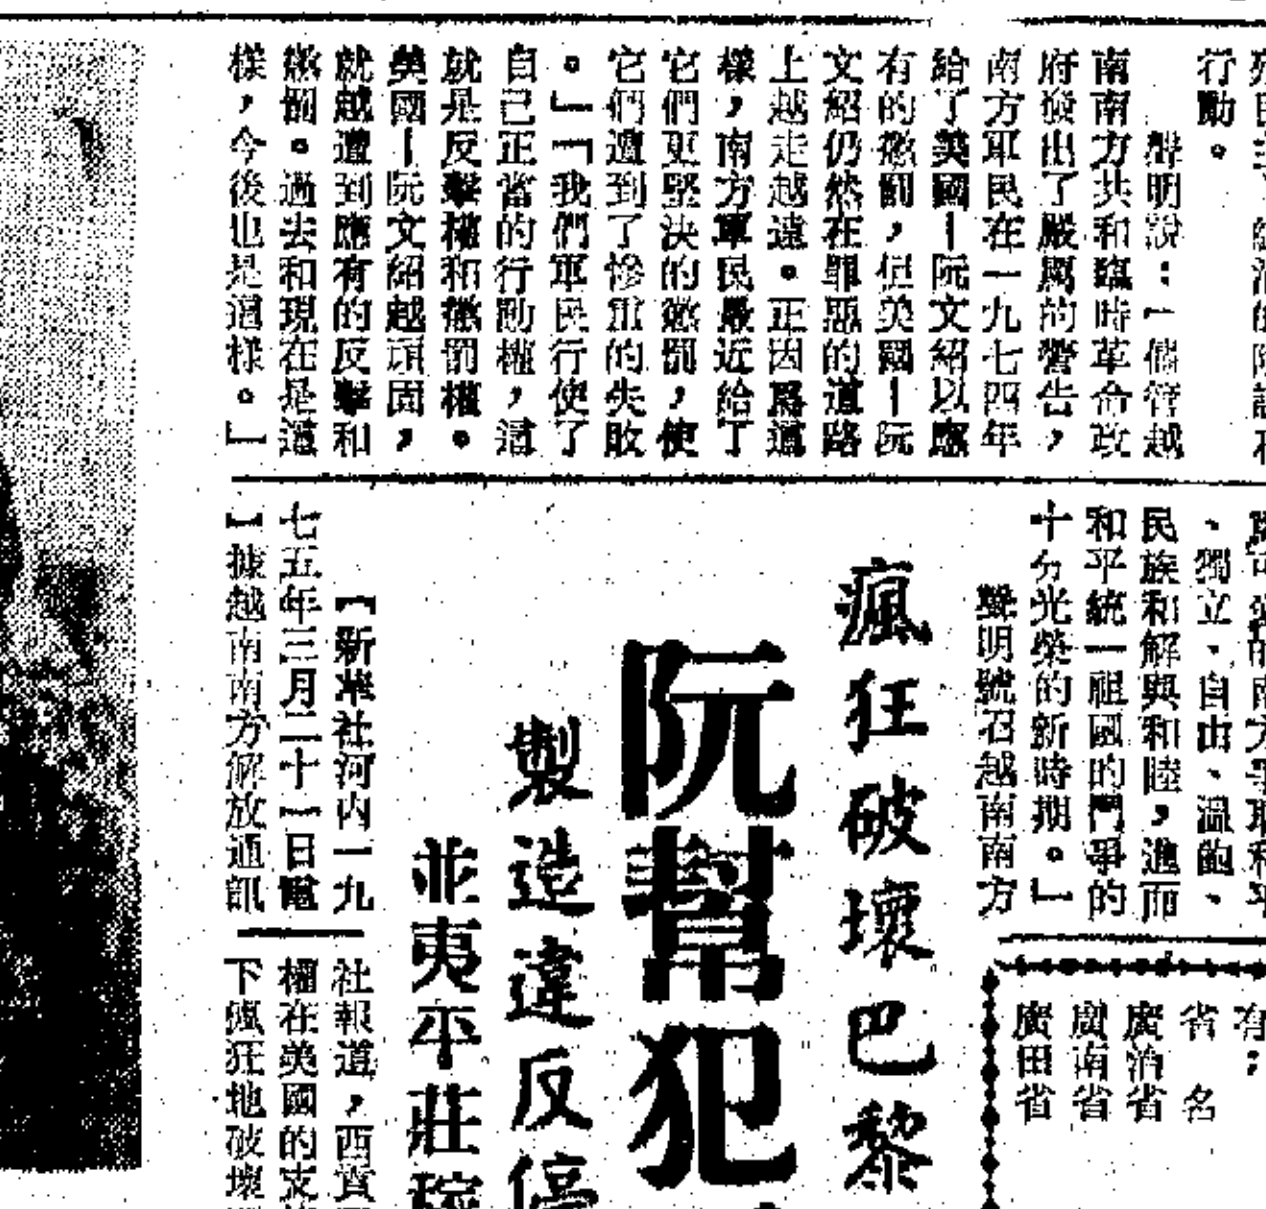 行動。
聲明說：「儘管越
南南方共和臨時革命政
府發出了嚴厲的警告，
南方軍民在一九七四年
給了美國—阮文紹以應
有的懲罰，但美國—阮
文紹仍然在罪惡的道路
上越走越遠。正因爲這
樣，南方軍民最近給了
它們更堅決的懲罰，使
它們遭到了慘重的失敗
。」「我們軍民行使了
自己正當的行動權，這
就是反擊權和懲罰權。
美國—阮文紹越頑固，
就越遭到應有的反擊和
懲罰。過去和現在是這
樣，今後也是這樣。」
、獨立、自由、溫飽、
民族和解與和睦，進而
和平統一祖國的鬥爭的
十分光榮的新時期。」
聲明號召越南南方
瘋狂破壞巴黎
阮幫犯
製造違反停
並夷平莊
【新華社河內一九
七五年三月二十一日電
】據越南南方解放通訊
社報道，西貢
權在美國的支
下瘋狂地破壞
有：
省名
廣治省
廣南省
廣田省